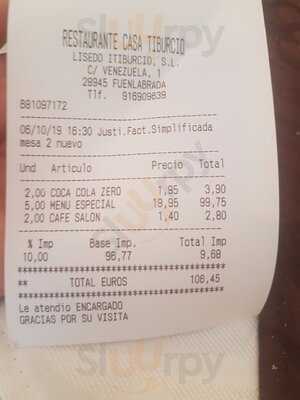 RESTAURANTE CASA TIBURCIO
LISEDO ITIBURCIO, S.L.
C/ VENEZUELA, 1
28945 FUENLABRADA
Tlf. 916909839
B81097172
06/10/19 16:30 Justi.Fact.Simplificada
mesa 2 nuevo
Und Articulo Precio Total
2,00 COCA COLA ZERO 1,95 3,90
5,00 MENU ESPECIAL 19,95 99,75
2,00 CAFE SALON 1,40 2,80
% Imp Base Imp. Total Imp
10,00 96,77 9,68
** TOTAL EUROS 106,45
Le atendio ENCARGADO
GRACIAS POR SU VISITA
Sluurpy